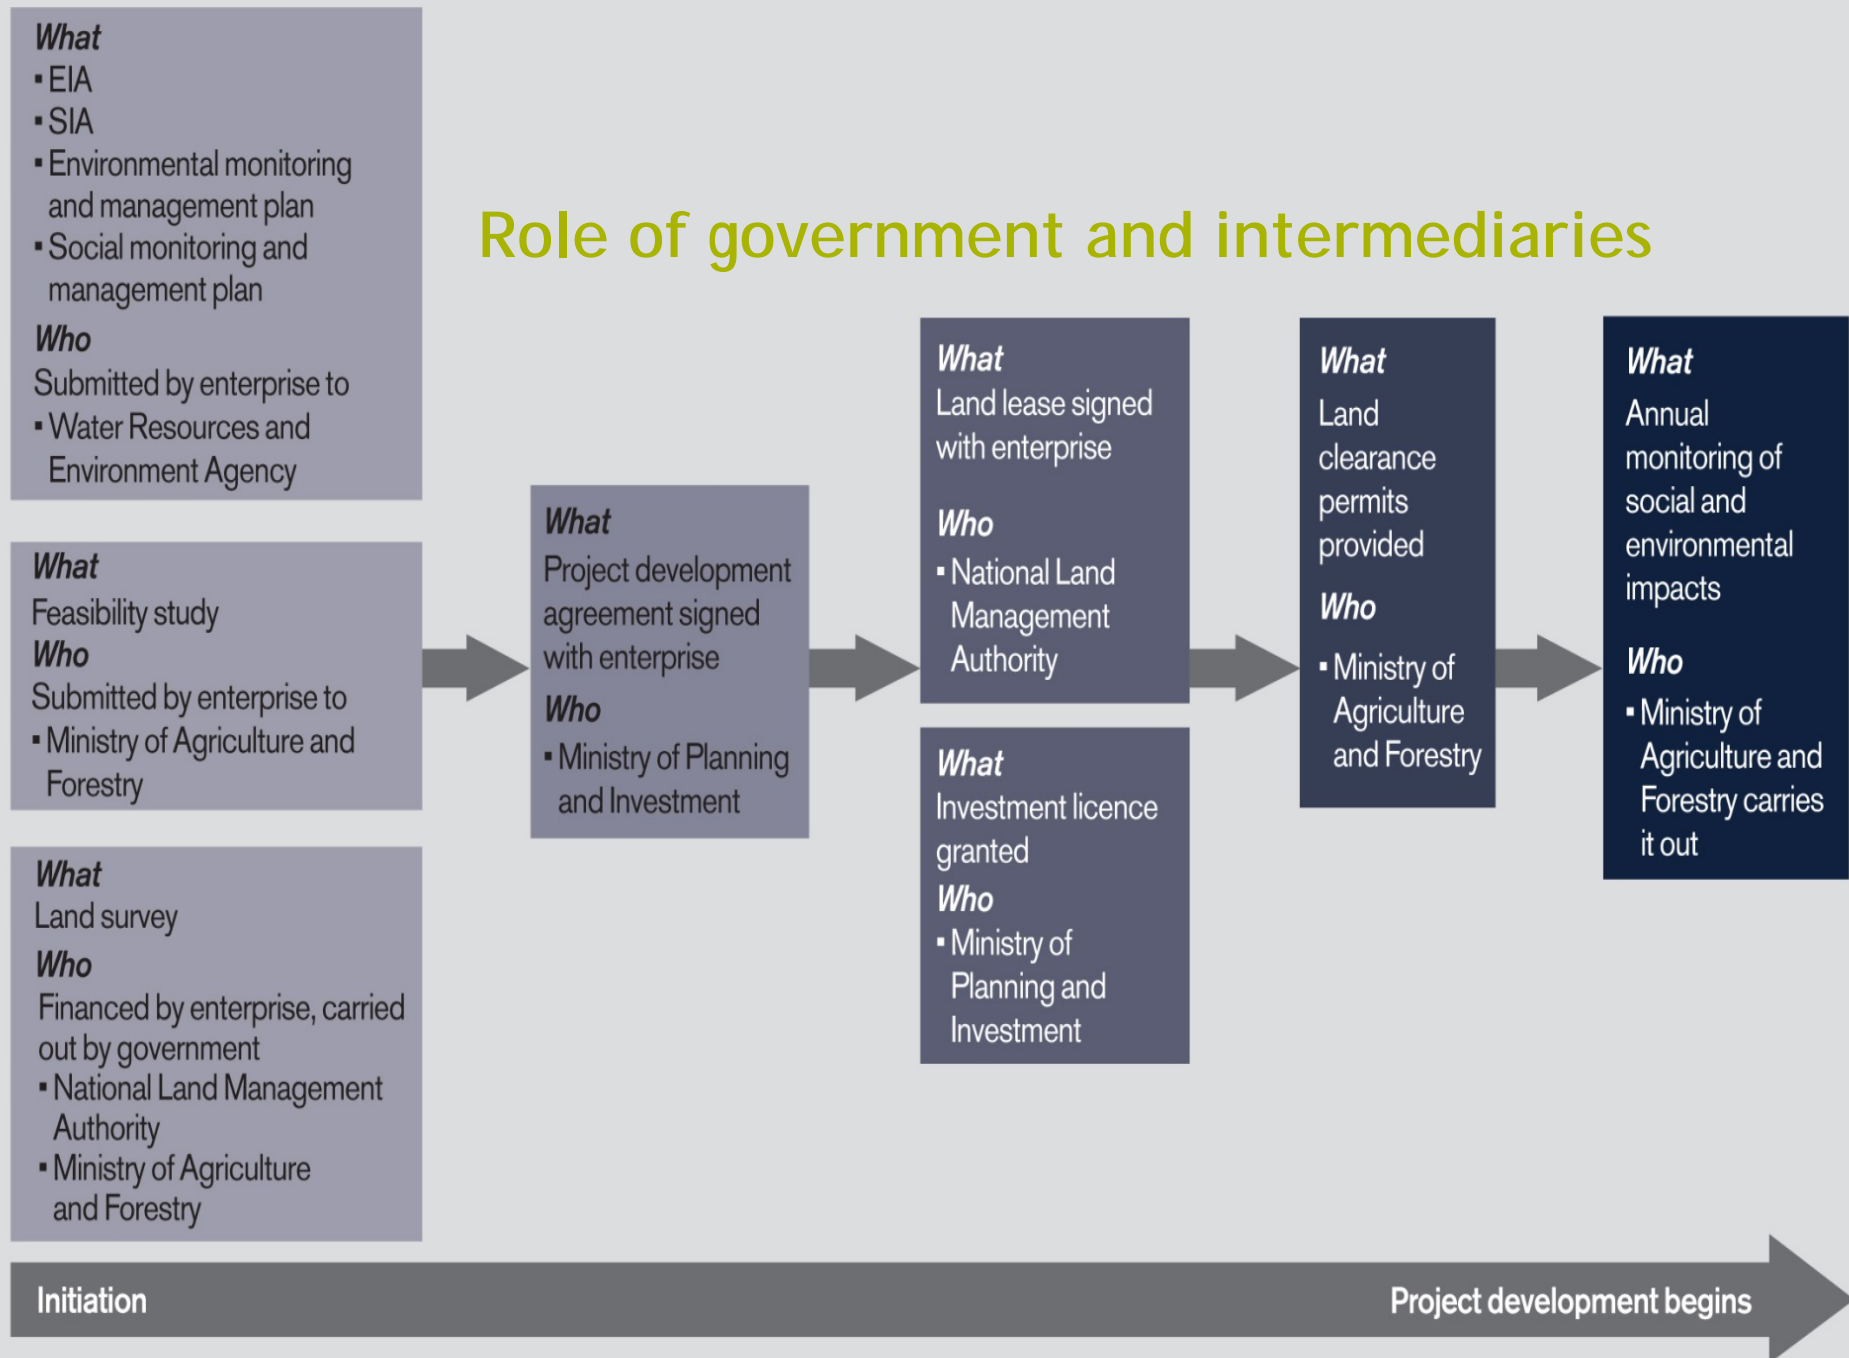 What
▪ EIA
▪ SIA
▪ Environmental monitoring
and management plan
▪ Social monitoring and
management plan
Who
Submitted by enterprise to
▪ Water Resources and
Environment Agency
Role of government and intermediaries
What
Feasibility study
Who
Submitted by enterprise to
▪ Ministry of Agriculture and
Forestry
What
Land survey
Who
Financed by enterprise, carried
out by government
▪ National Land Management
Authority
▪ Ministry of Agriculture
and Forestry
What
Project development
agreement signed
with enterprise
Who
▪ Ministry of Planning
and Investment
What
Land lease signed
with enterprise
Who
▪ National Land
Management
Authority
What
Investment licence
granted
Who
▪ Ministry of
Planning and
Investment
What
Land
clearance
permits
provided
Who
▪ Ministry of
Agriculture
and Forestry
What
Annual
monitoring of
social and
environmental
impacts
Who
▪ Ministry of
Agriculture and
Forestry carries
it out
Initiation
Project development begins